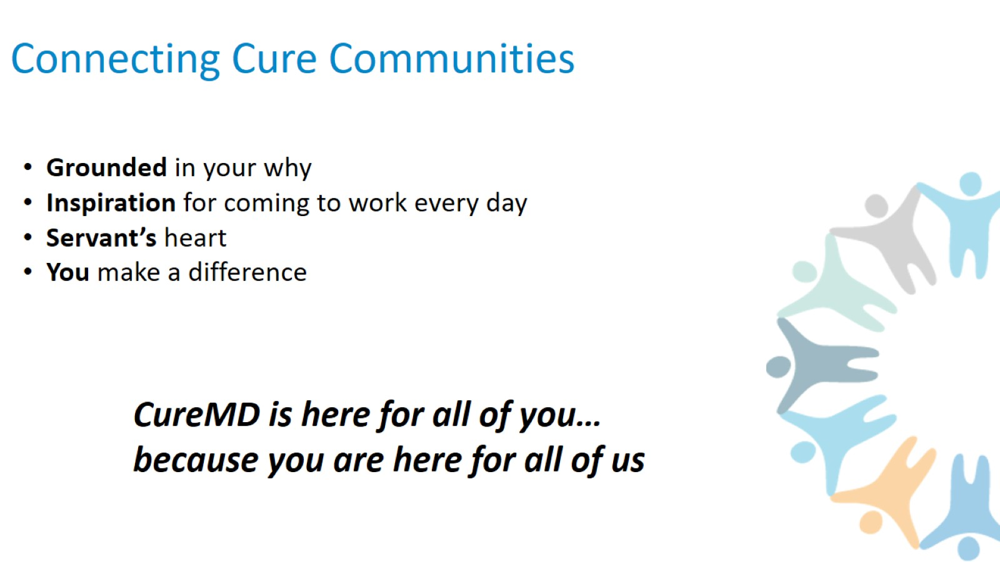 Connecting Cure Communities
• Grounded in your why
• Inspiration for coming to work every day
• Servant’s heart
• You make a difference
CureMD is here for all of you...
because you are here for all of us